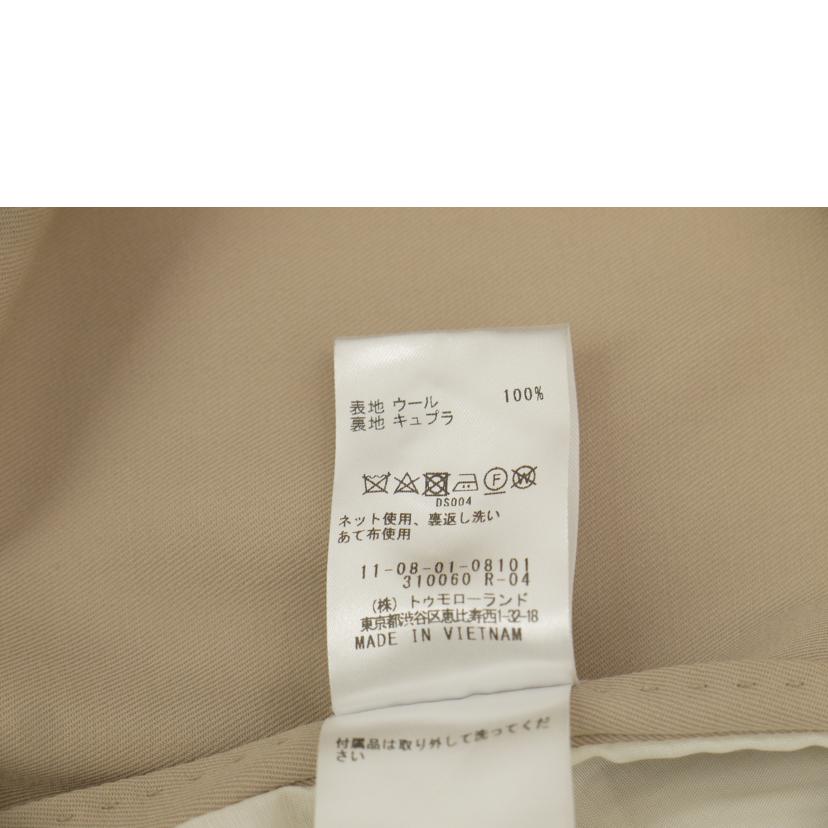 表地 ウール 100%
裏地 キュプラ
F W
DS004
ネット使用、裏返し洗い
あて布使用
11-08-01-08101
310060 R-04
(株) トゥモローランド
東京都渋谷区恵比寿西1-32-18
MADE IN VIETNAM
付属品は取り外して洗ってくだ
さい